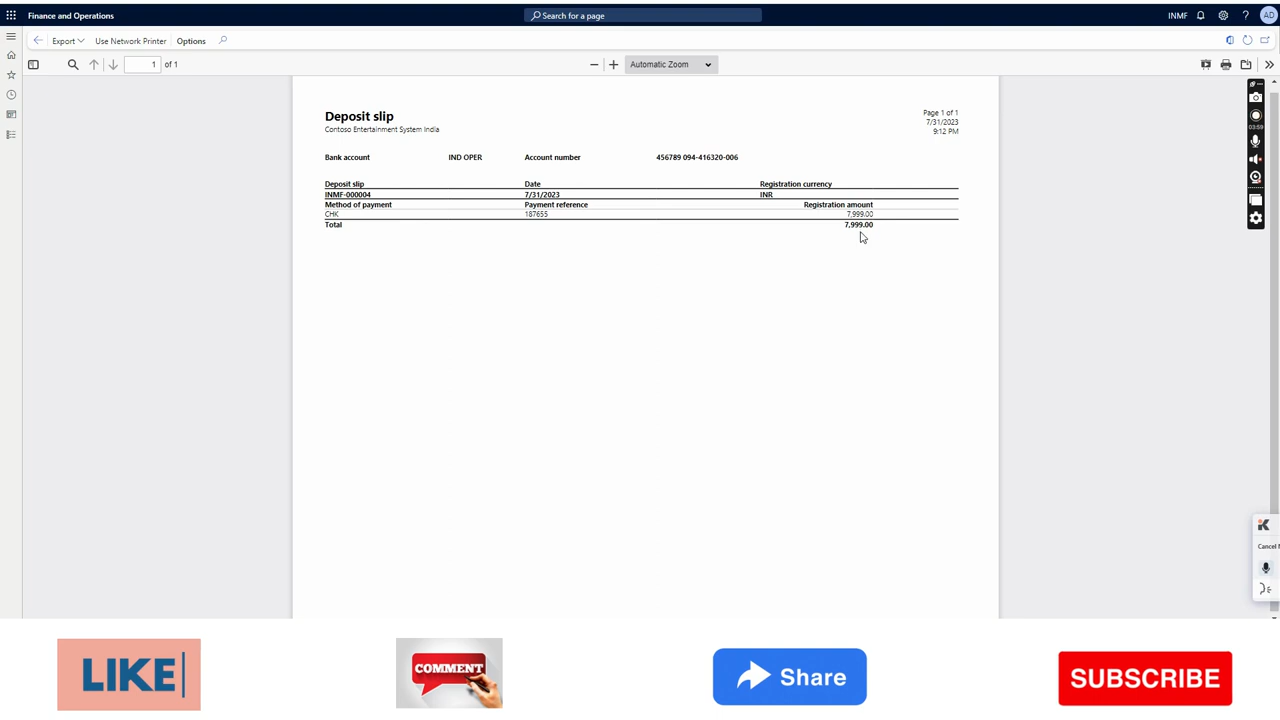 Finance and Operations
Search for a page
INMF
?
AD
Export
Use Network Printer
Options
1 of 1
Automatic Zoom
Deposit slip
Contoso Entertainment System India
Page 1 of 1
7/31/2023
9:12 PM
Bank account IND OPER Account number 456789 094-416320-006
Deposit slip Date Registration currency
INMF-000004 7/31/2023 INR
Method of payment Payment reference Registration amount
CHK 187655 7,999.00
Total 7,999.00
03:59
Cancel
LIKE
COMMENT
Share
SUBSCRIBE